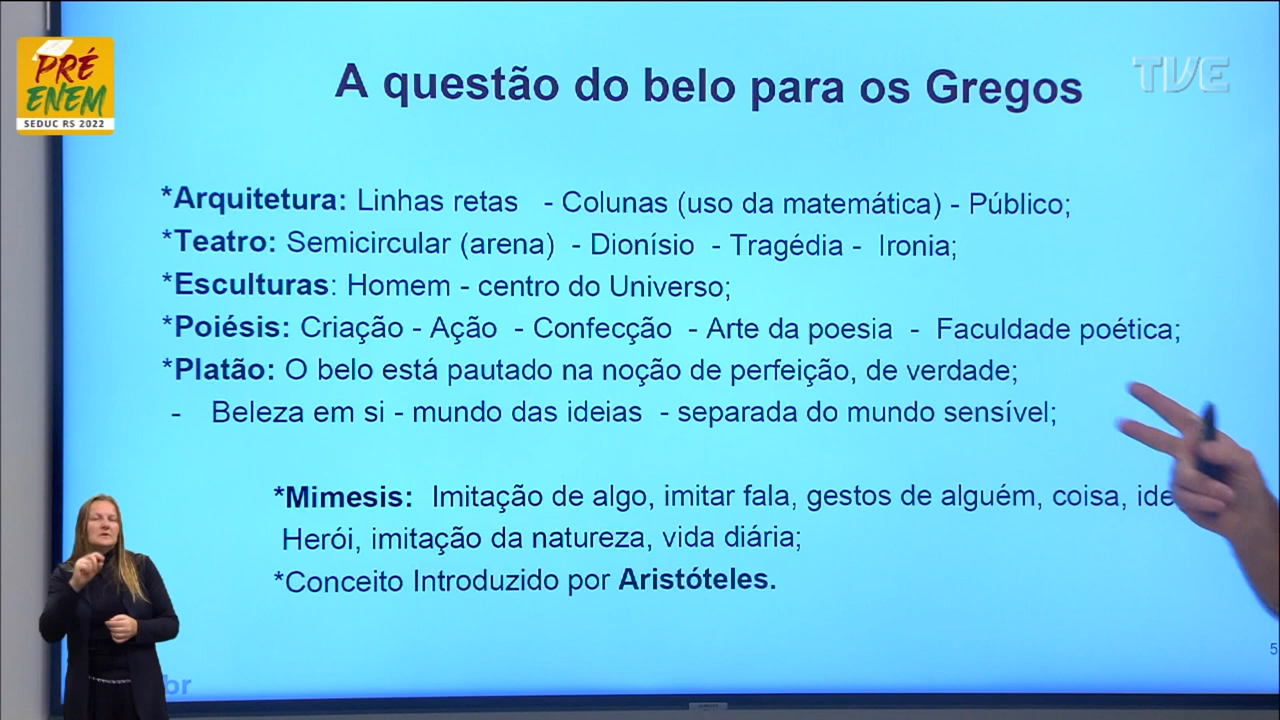 PRÉ
ENEM
SEDUC RS 2022
TVE
A questão do belo para os Gregos
*Arquitetura: Linhas retas - Colunas (uso da matemática) - Público;
*Teatro: Semicircular (arena) - Dionísio - Tragédia - Ironia;
*Esculturas: Homem - centro do Universo;
*Poiésis: Criação - Ação - Confecção - Arte da poesia - Faculdade poética;
*Platão: O belo está pautado na noção de perfeição, de verdade;
- Beleza em si - mundo das ideias - separada do mundo sensível;
*Mimesis: Imitação de algo, imitar fala, gestos de alguém, coisa,
Herói, imitação da natureza, vida diária;
*Conceito Introduzido por Aristóteles.
5
br